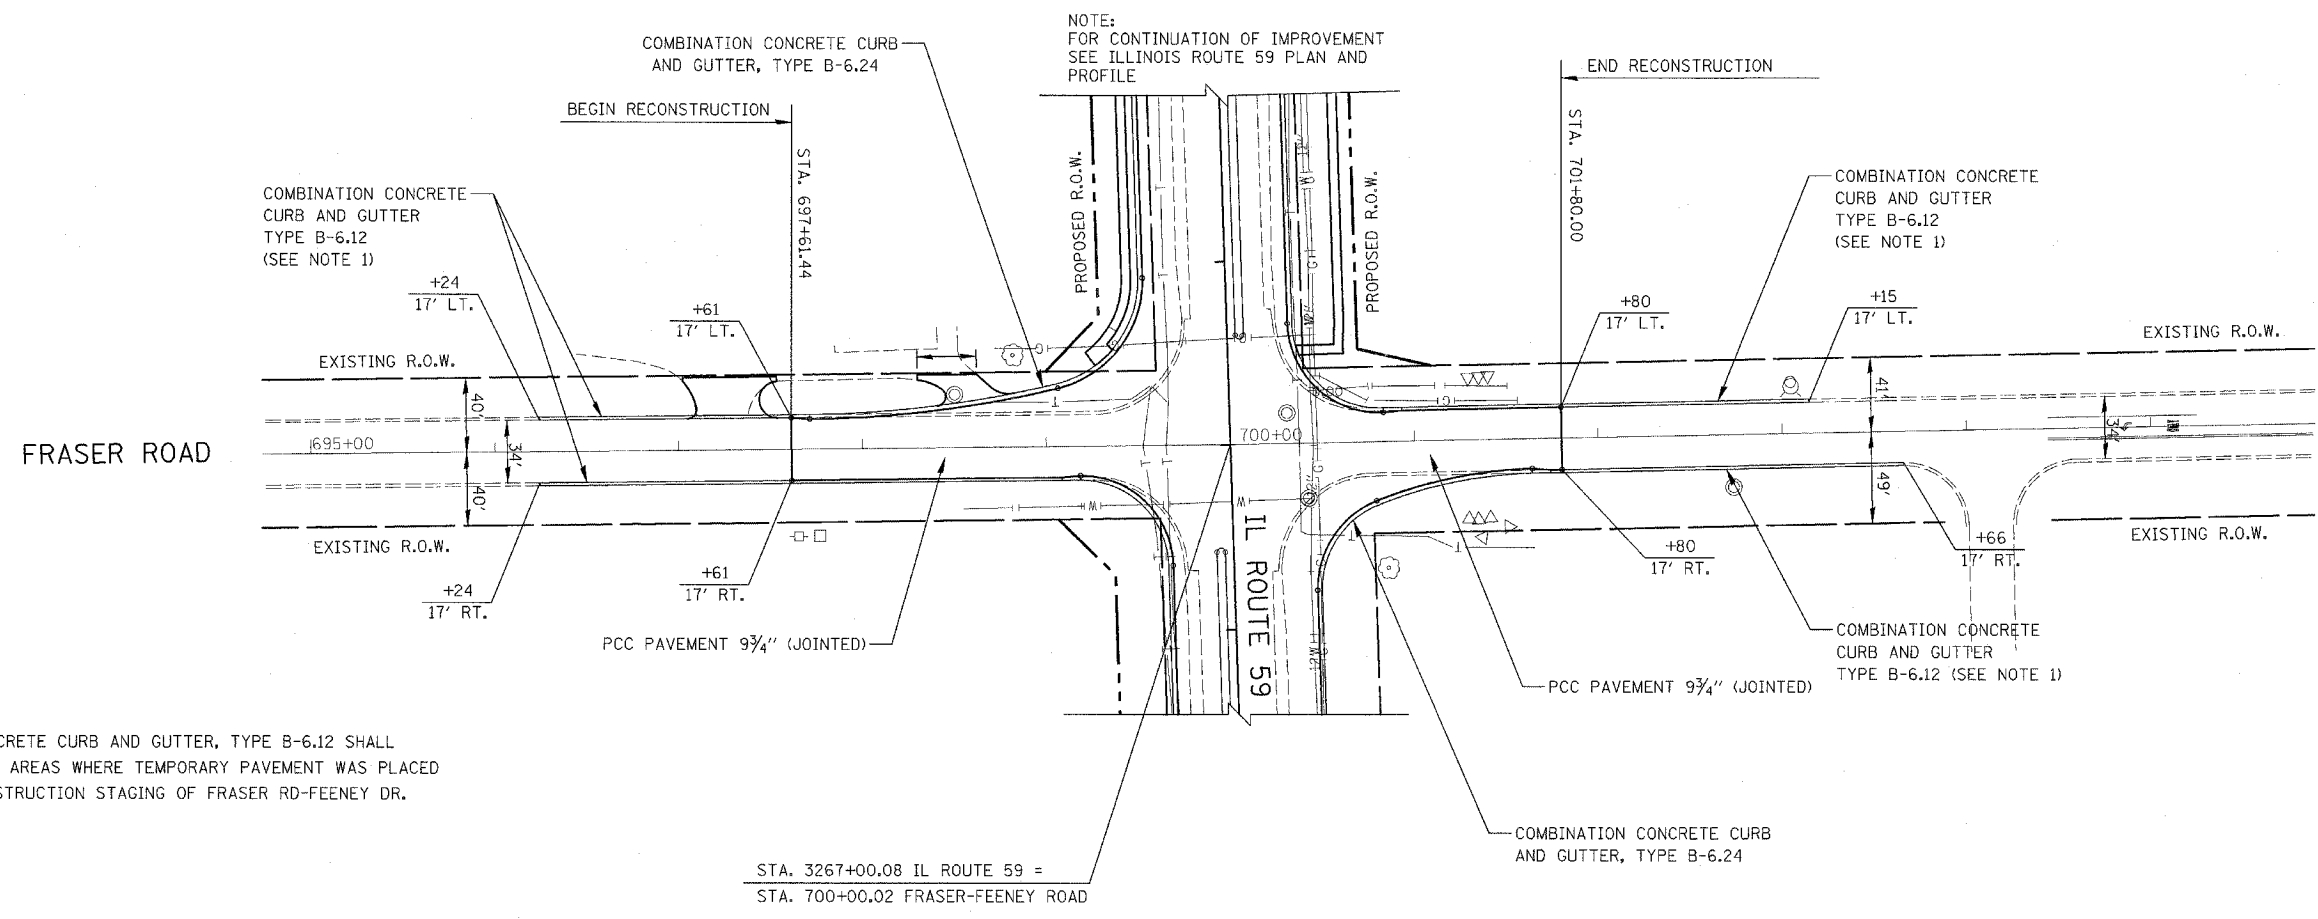 NOTE:
FOR CONTINUATION OF IMPROVEMENT
SEE ILLINOIS ROUTE 59 PLAN AND
PROFILE
COMBINATION CONCRETE CURB
AND GUTTER, TYPE B-6.24
END RECONSTRUCTION
BEGIN RECONSTRUCTION
STA. 697+61.44
STA. 701+80.00
PROPOSED R.O.W.
PROPOSED R.O.W.
COMBINATION CONCRETE
CURB AND GUTTER
TYPE B-6.12
(SEE NOTE 1)
COMBINATION CONCRETE
CURB AND GUTTER
TYPE B-6.12
(SEE NOTE 1)
+24
17' LT.
+61
17' LT.
+80
17' LT.
+15
17' LT.
EXISTING R.O.W.
EXISTING R.O.W.
40'
34'
40'
41'
34'
49'
FRASER ROAD
695+00
700+00
EXISTING R.O.W.
EXISTING R.O.W.
+24
17' RT.
+61
17' RT.
+80
17' RT.
+66
17' RT.
IL ROUTE 59
PCC PAVEMENT 9¾" (JOINTED)
PCC PAVEMENT 9¾" (JOINTED)
COMBINATION CONCRETE
CURB AND GUTTER
TYPE B-6.12 (SEE NOTE 1)
CRETE CURB AND GUTTER, TYPE B-6.12 SHALL
AREAS WHERE TEMPORARY PAVEMENT WAS PLACED
STRUCTION STAGING OF FRASER RD-FEENEY DR.
COMBINATION CONCRETE CURB
AND GUTTER, TYPE B-6.24
STA. 3267+00.08 IL ROUTE 59 =
STA. 700+00.02 FRASER-FEENEY ROAD